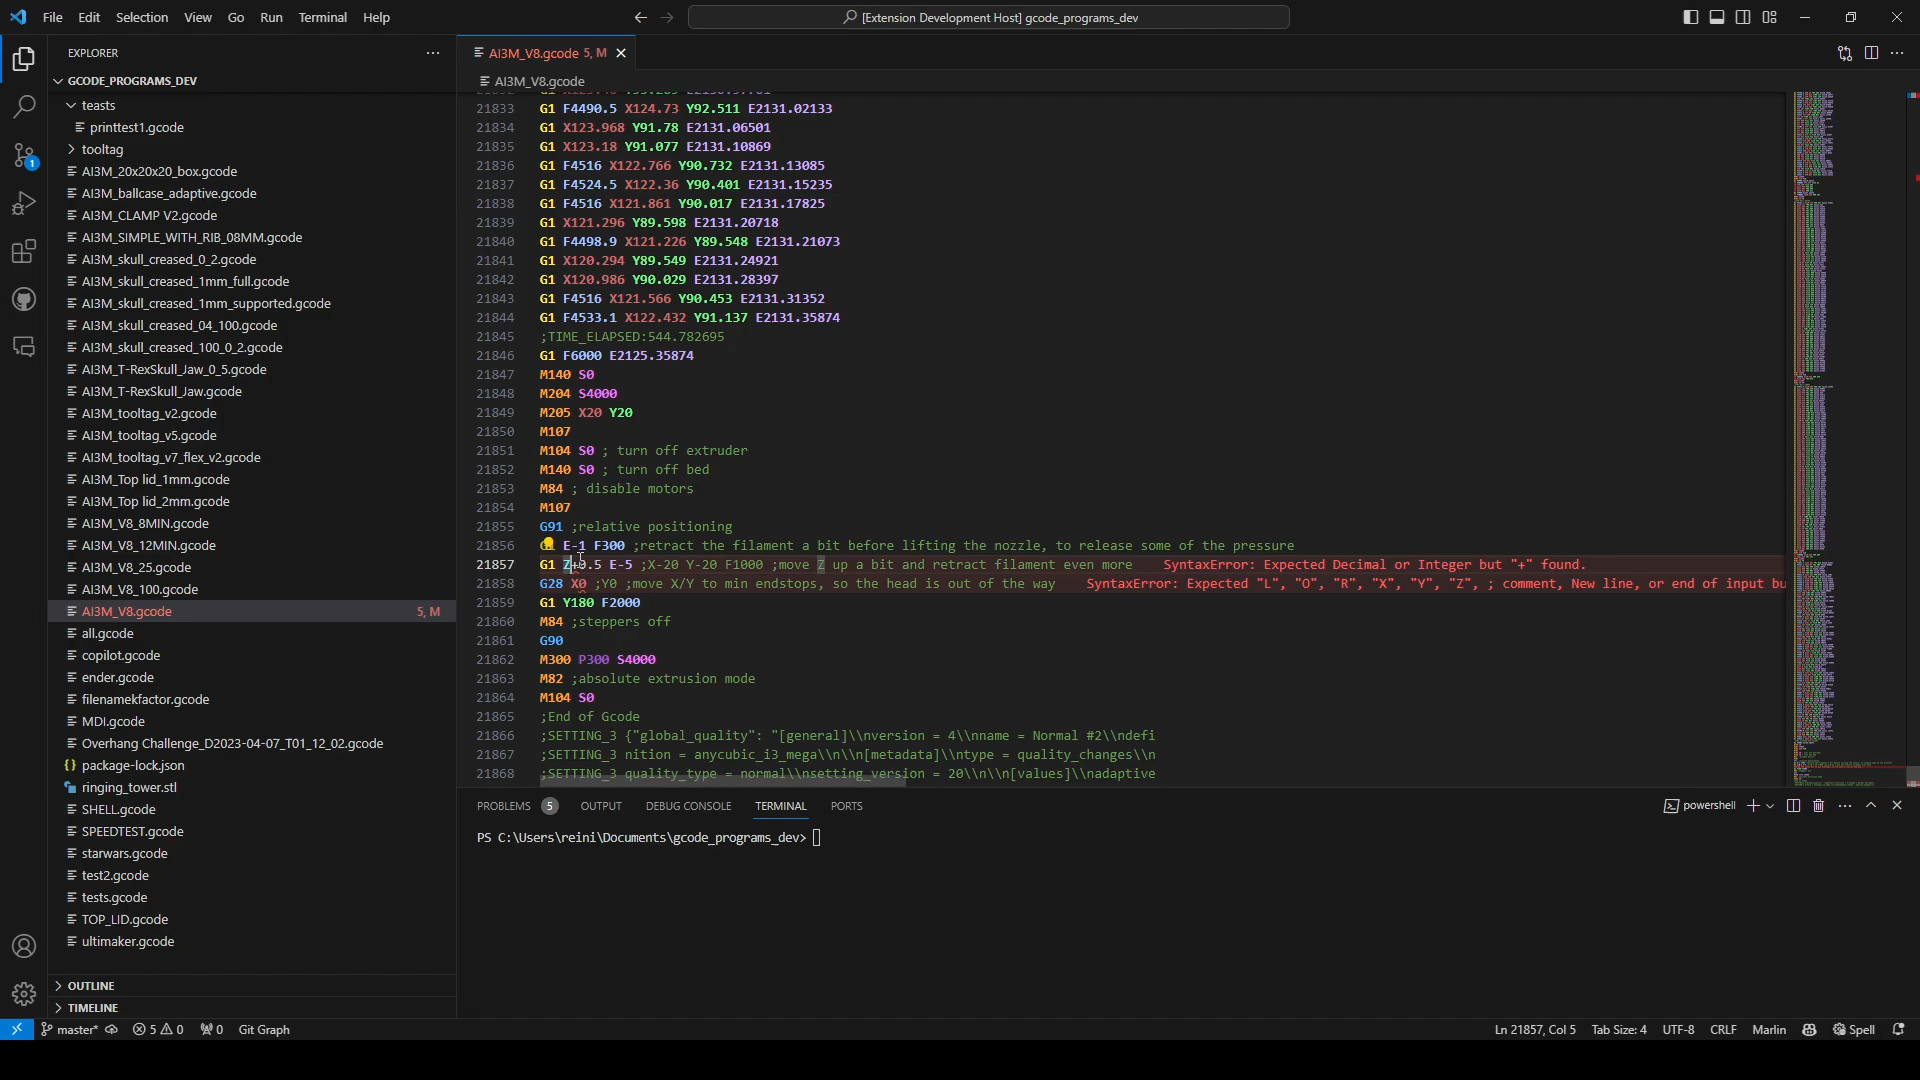 File Edit Selection View Go Run Terminal Help
[Extension Development Host] gcode_programs_dev
EXPLORER
GCODE_PROGRAMS_DEV
teasts
printtest1.gcode
tooltag
AI3M_20x20x20_box.gcode
AI3M_ballcase_adaptive.gcode
AI3M_CLAMP V2.gcode
AI3M_SIMPLE_WITH_RIB_08MM.gcode
AI3M_skull_creased_0_2.gcode
AI3M_skull_creased_1mm_full.gcode
AI3M_skull_creased_1mm_supported.gcode
AI3M_skull_creased_04_100.gcode
AI3M_skull_creased_100_0_2.gcode
AI3M_T-RexSkull_Jaw_0_5.gcode
AI3M_T-RexSkull_Jaw.gcode
AI3M_tooltag_v2.gcode
AI3M_tooltag_v5.gcode
AI3M_tooltag_v7_flex_v2.gcode
AI3M_Top lid_1mm.gcode
AI3M_Top lid_2mm.gcode
AI3M_V8_8MIN.gcode
AI3M_V8_12MIN.gcode
AI3M_V8_25.gcode
AI3M_V8_100.gcode
AI3M_V8.gcode 5, M
all.gcode
copilot.gcode
ender.gcode
filenamekfactor.gcode
MDI.gcode
Overhang Challenge_D2023-04-07_T01_12_02.gcode
package-lock.json
ringing_tower.stl
SHELL.gcode
SPEEDTEST.gcode
starwars.gcode
test2.gcode
tests.gcode
TOP_LID.gcode
ultimaker.gcode
OUTLINE
TIMELINE
1
AI3M_V8.gcode 5, M
AI3M_V8.gcode
21833 G1 F4490.5 X124.73 Y92.511 E2131.02133
21834 G1 X123.968 Y91.78 E2131.06501
21835 G1 X123.18 Y91.077 E2131.10869
21836 G1 F4516 X122.766 Y90.732 E2131.13085
21837 G1 F4524.5 X122.36 Y90.401 E2131.15235
21838 G1 F4516 X121.861 Y90.017 E2131.17825
21839 G1 X121.296 Y89.598 E2131.20718
21840 G1 F4498.9 X121.226 Y89.548 E2131.21073
21841 G1 X120.294 Y89.549 E2131.24921
21842 G1 X120.986 Y90.029 E2131.28397
21843 G1 F4516 X121.566 Y90.453 E2131.31352
21844 G1 F4533.1 X122.432 Y91.137 E2131.35874
21845 ;TIME_ELAPSED:544.782695
21846 G1 F6000 E2125.35874
21847 M140 S0
21848 M204 S4000
21849 M205 X20 Y20
21850 M107
21851 M104 S0 ; turn off extruder
21852 M140 S0 ; turn off bed
21853 M84 ; disable motors
21854 M107
21855 G91 ;relative positioning
21856 G1 E-1 F300 ;retract the filament a bit before lifting the nozzle, to release some of the pressure
21857 G1 Z+0.5 E-5 ;X-20 Y-20 F1000 ;move Z up a bit and retract filament even more SyntaxError: Expected Decimal or Integer but "+" found.
21858 G28 X0 ;Y0 ;move X/Y to min endstops, so the head is out of the way SyntaxError: Expected "L", "O", "R", "X", "Y", "Z", ; comment, New line, or end of input bu
21859 G1 Y180 F2000
21860 M84 ;steppers off
21861 G90
21862 M300 P300 S4000
21863 M82 ;absolute extrusion mode
21864 M104 S0
21865 ;End of Gcode
21866 ;SETTING_3 {"global_quality": "[general]\\nversion = 4\\nname = Normal #2\\ndefi
21867 ;SETTING_3 nition = anycubic_i3_mega\\n\\n[metadata]\\ntype = quality_changes\\n
21868 ;SETTING_3 quality_type = normal\\nsetting_version = 20\\n\\n[values]\\nadaptive
PROBLEMS 5 OUTPUT DEBUG CONSOLE TERMINAL PORTS
powershell
PS C:\Users\reini\Documents\gcode_programs_dev>
master* 5 0 0 Git Graph
Ln 21857, Col 5 Tab Size: 4 UTF-8 CRLF Marlin Spell